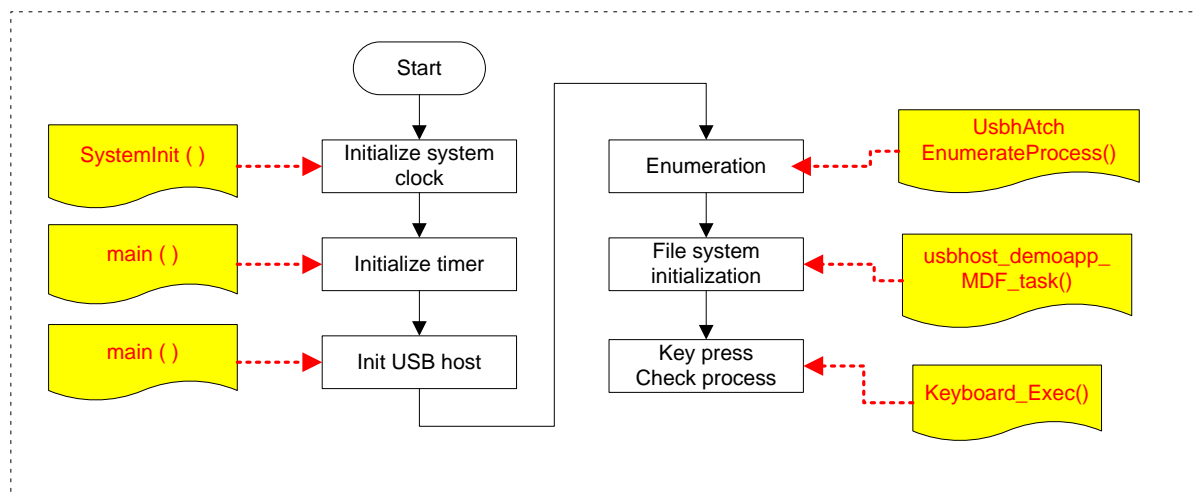 Start
SystemInit ( )
Initialize system
clock
main ( )
Initialize timer
main ( )
Init USB host
UsbhAtch
EnumerateProcess()
Enumeration
File system
initialization
usbhost_demoapp_
MDF_task()
Key press
Check process
Keyboard_Exec()